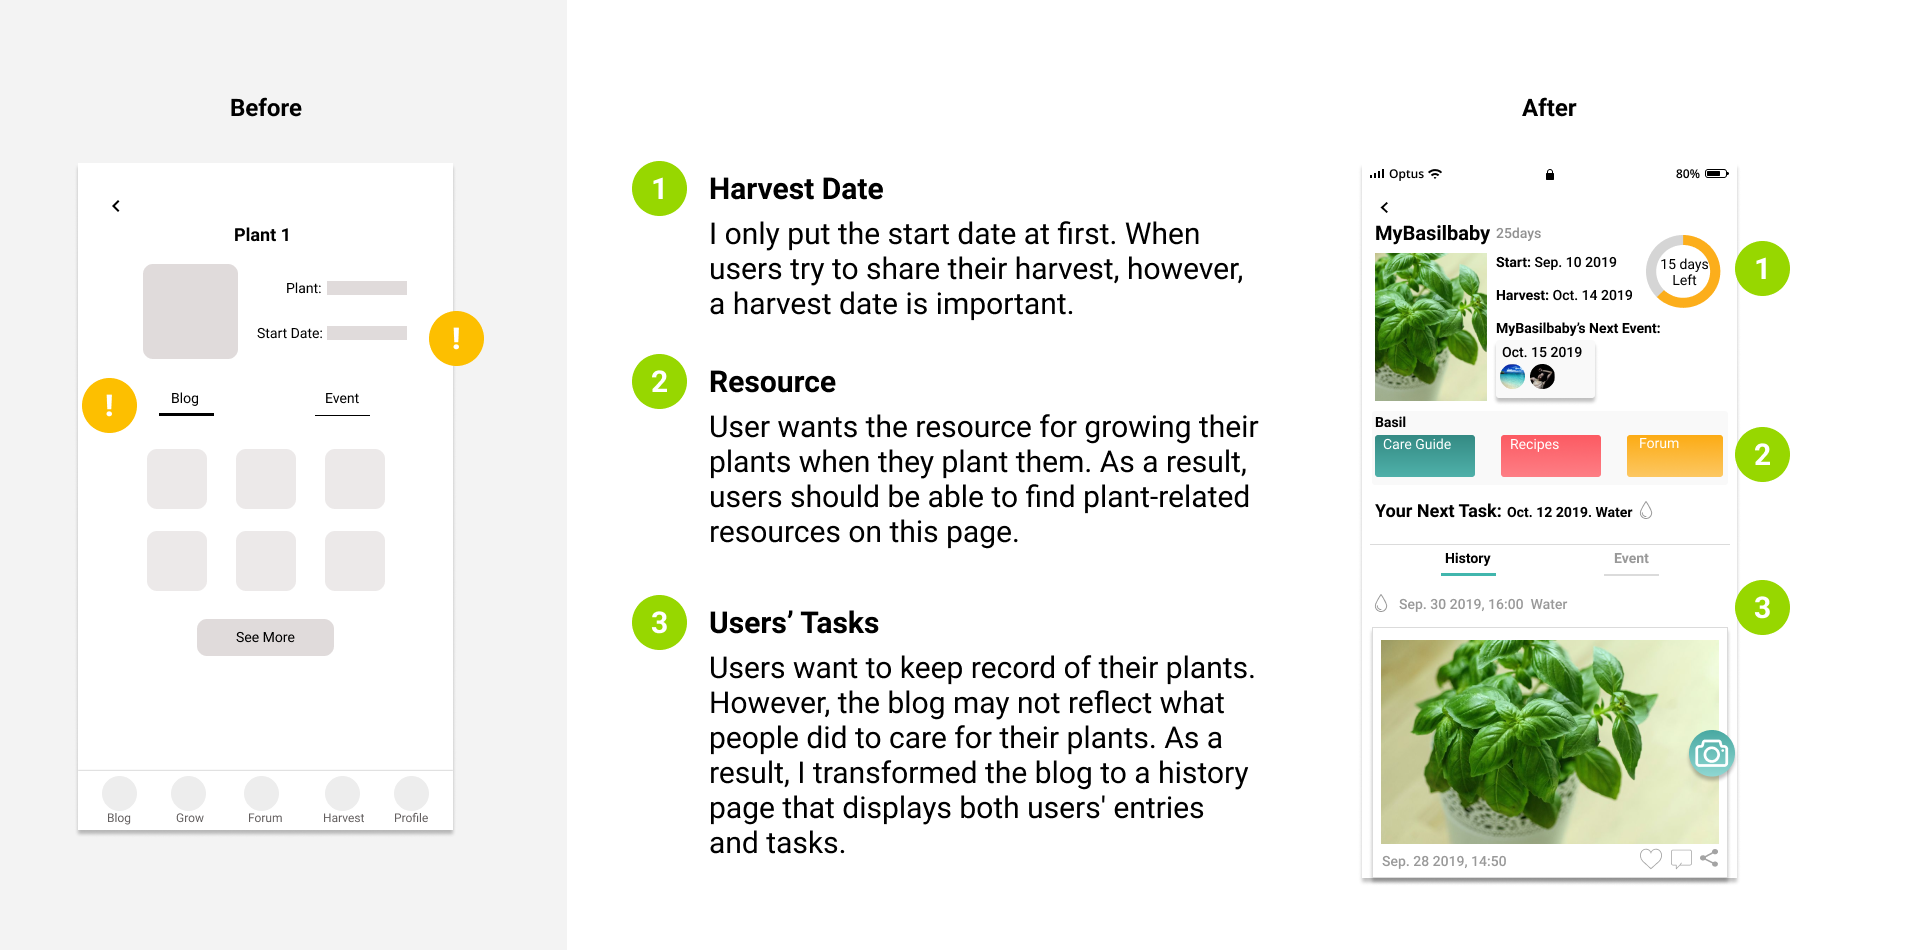 Before
Plant 1
Plant:
Start Date:
!
!
Blog
Event
See More
Blog
Grow
Forum
Harvest
Profile
1
Harvest Date
I only put the start date at first. When
users try to share their harvest, however,
a harvest date is important.
2
Resource
User wants the resource for growing their
plants when they plant them. As a result,
users should be able to find plant-related
resources on this page.
3
Users’ Tasks
Users want to keep record of their plants.
However, the blog may not reflect what
people did to care for their plants. As a
result, I transformed the blog to a history
page that displays both users' entries
and tasks.
After
Optus
80%
MyBasilbaby 25days
Start: Sep. 10 2019
Harvest: Oct. 14 2019
15 days
Left
1
MyBasilbaby’s Next Event:
Oct. 15 2019
Basil
Care Guide
Recipes
Forum
2
Your Next Task: Oct. 12 2019. Water
History
Event
Sep. 30 2019, 16:00 Water
3
Sep. 28 2019, 14:50